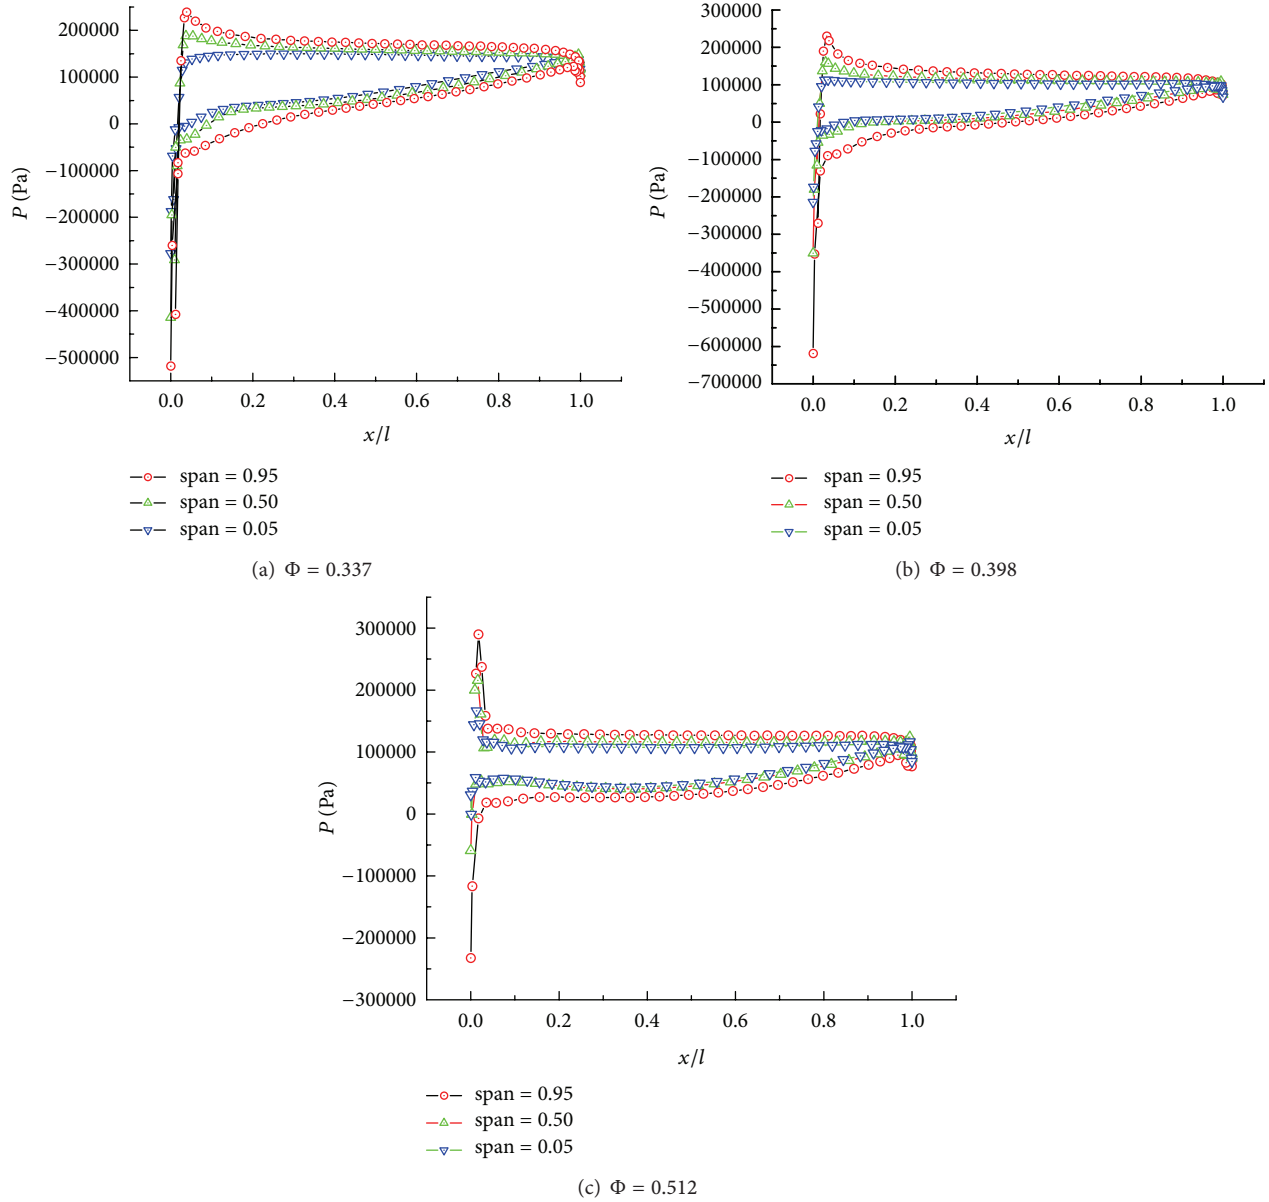 200000
100000
0
−100000
−200000
−300000
−400000
−500000
P (Pa)
0.0 0.2 0.4 0.6 0.8 1.0
x/l
span = 0.95
span = 0.50
span = 0.05
(a) Φ = 0.337
300000
200000
100000
0
−100000
−200000
−300000
−400000
−500000
−600000
−700000
P (Pa)
0.0 0.2 0.4 0.6 0.8 1.0
x/l
span = 0.95
span = 0.50
span = 0.05
(b) Φ = 0.398
300000
200000
100000
0
−100000
−200000
−300000
P (Pa)
0.0 0.2 0.4 0.6 0.8 1.0
x/l
span = 0.95
span = 0.50
span = 0.05
(c) Φ = 0.512